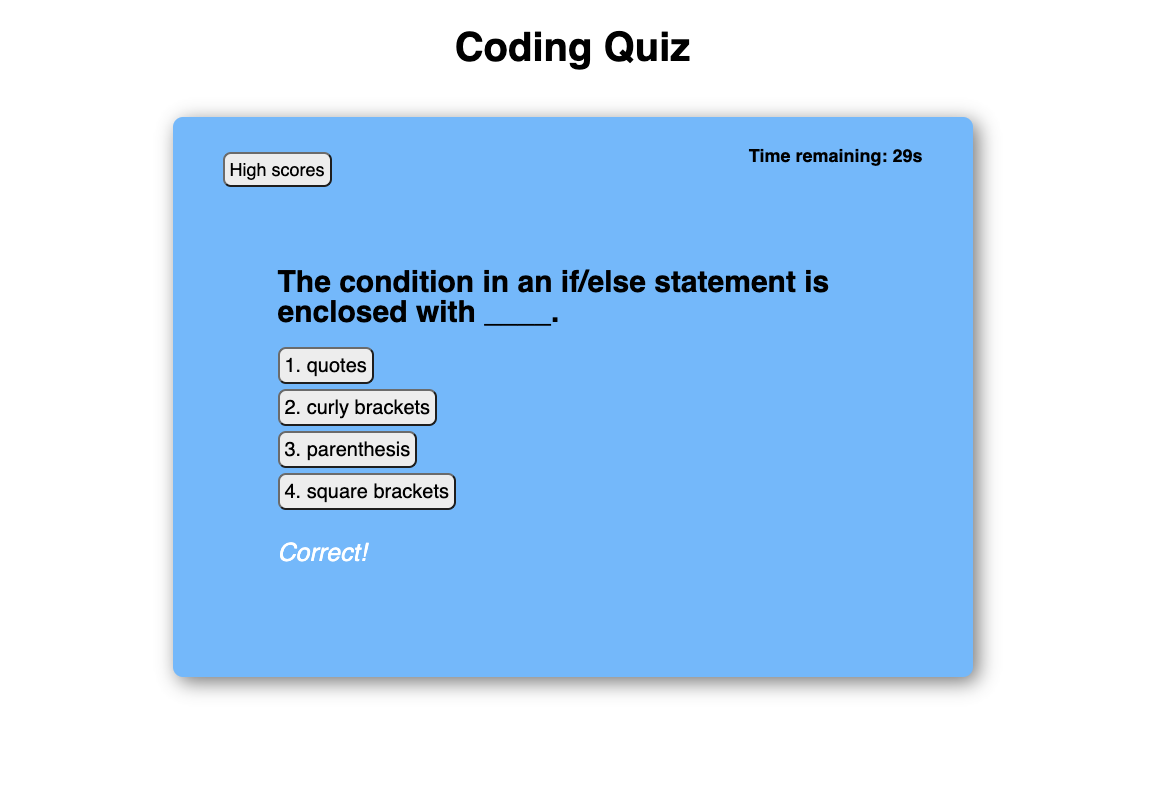 Coding Quiz
High scores
Time remaining: 29s
The condition in an if/else statement is
enclosed with ____.
1. quotes
2. curly brackets
3. parenthesis
4. square brackets
Correct!